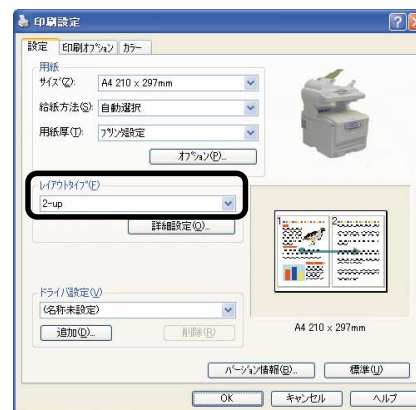 印刷設定
設定 印刷オプション カラー
用紙
サイズ(Z): A4 210 x 297mm
給紙方法(S): 自動選択
用紙厚(T): プリンタ設定
オプション(P)...
レイアウトタイプ(E)
2-up
詳細設定(O)...
1 2
ドライバ設定(V)
(名称未設定)
追加(D)... 削除(R)
A4 210 x 297mm
バージョン情報(B)... 標準(U)
OK キャンセル ヘルプ